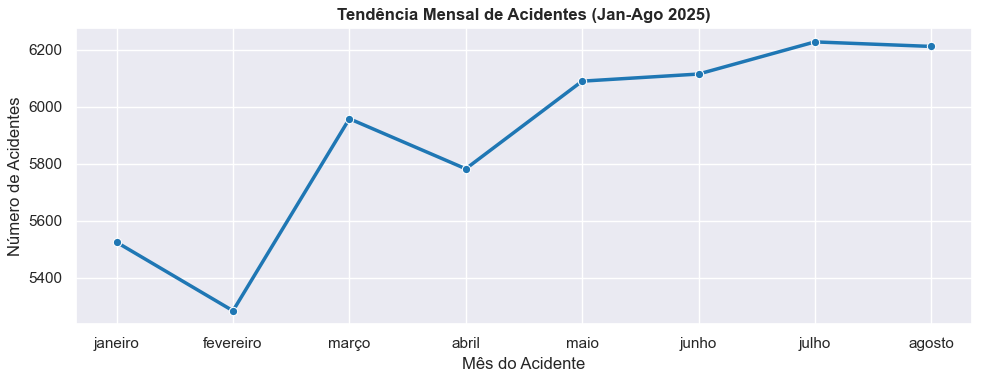 Tendência Mensal de Acidentes (Jan-Ago 2025)
Número de Acidentes
6200
6000
5800
5600
5400
janeiro fevereiro março abril maio junho julho agosto
Mês do Acidente